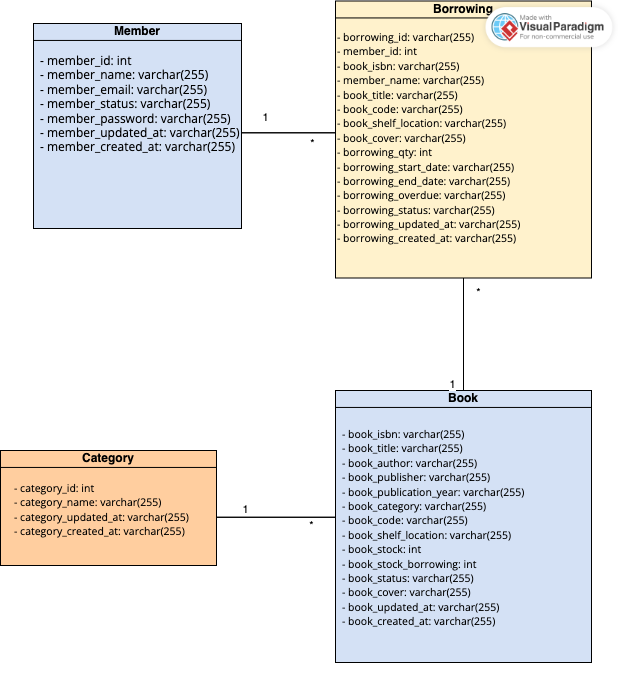 Member
- member_id: int
- member_name: varchar(255)
- member_email: varchar(255)
- member_status: varchar(255)
- member_password: varchar(255)
- member_updated_at: varchar(255)
- member_created_at: varchar(255)
1
*
Borrowing
Made with
VisualParadigm
For non-commercial use
- borrowing_id: varchar(255)
- member_id: int
- book_isbn: varchar(255)
- member_name: varchar(255)
- book_title: varchar(255)
- book_code: varchar(255)
- book_shelf_location: varchar(255)
- book_cover: varchar(255)
- borrowing_qty: int
- borrowing_start_date: varchar(255)
- borrowing_end_date: varchar(255)
- borrowing_overdue: varchar(255)
- borrowing_status: varchar(255)
- borrowing_updated_at: varchar(255)
- borrowing_created_at: varchar(255)
*
1
Book
- book_isbn: varchar(255)
- book_title: varchar(255)
- book_author: varchar(255)
- book_publisher: varchar(255)
- book_publication_year: varchar(255)
- book_category: varchar(255)
- book_code: varchar(255)
- book_shelf_location: varchar(255)
- book_stock: int
- book_stock_borrowing: int
- book_status: varchar(255)
- book_cover: varchar(255)
- book_updated_at: varchar(255)
- book_created_at: varchar(255)
Category
- category_id: int
- category_name: varchar(255)
- category_updated_at: varchar(255)
- category_created_at: varchar(255)
1
*